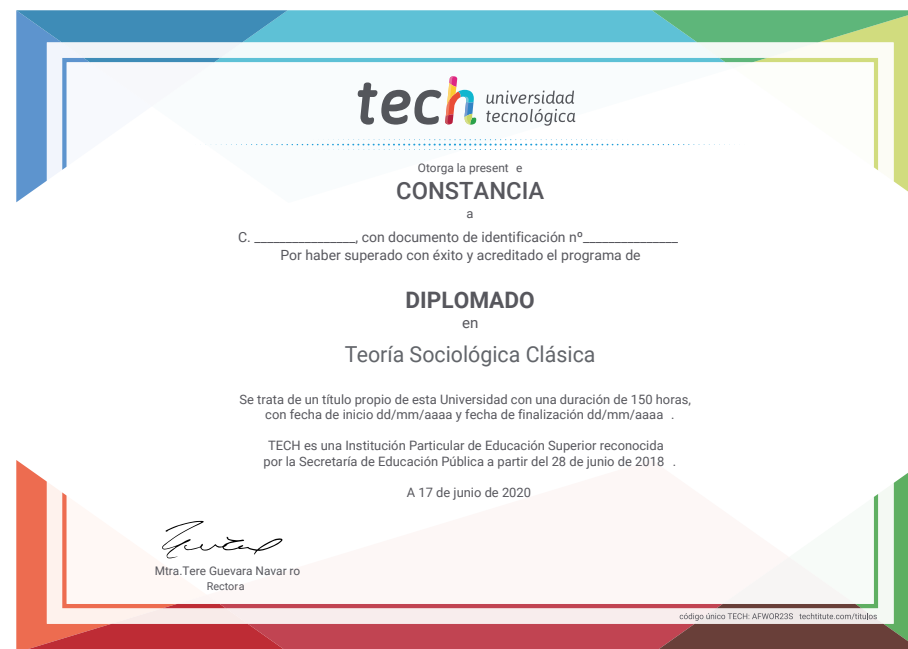 tech universidad
tecnológica
Otorga la present e
CONSTANCIA
a
C. _______________, con documento de identificación nº______________
Por haber superado con éxito y acreditado el programa de
DIPLOMADO
en
Teoría Sociológica Clásica
Se trata de un título propio de esta Universidad con una duración de 150 horas,
con fecha de inicio dd/mm/aaaa y fecha de finalización dd/mm/aaaa .
TECH es una Institución Particular de Educación Superior reconocida
por la Secretaría de Educación Pública a partir del 28 de junio de 2018 .
A 17 de junio de 2020
Mtra.Tere Guevara Navar ro
Rectora
código único TECH: AFWOR23S techtitute.com/titulos